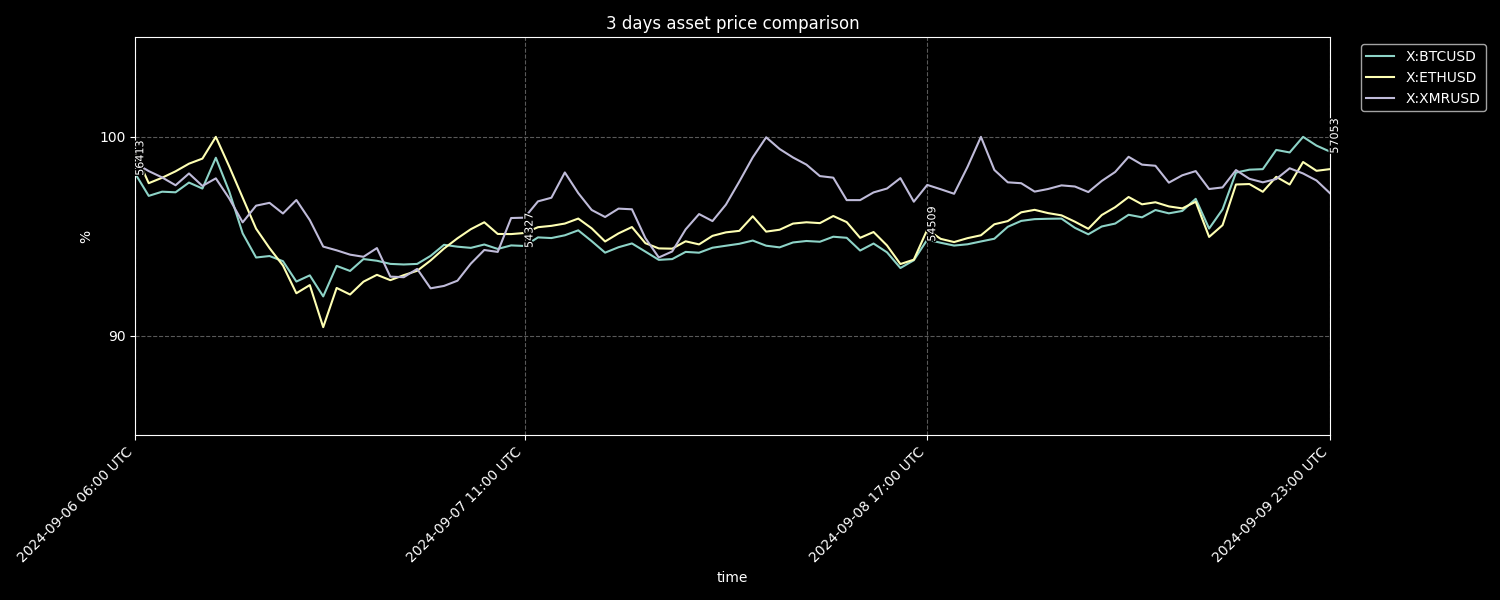 3 days asset price comparison
X:BTCUSD
X:ETHUSD
X:XMRUSD
100
90
%
56413
54327
54509
57053
2024-09-06 06:00 UTC
2024-09-07 11:00 UTC
2024-09-08 17:00 UTC
2024-09-09 23:00 UTC
time